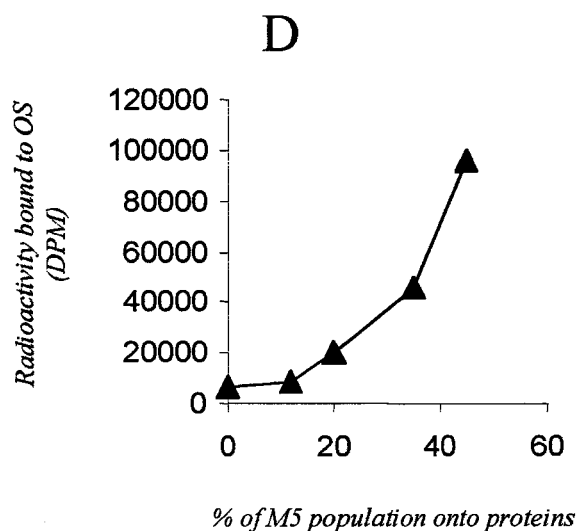 D
Radioactivity bound to OS
(DPM)
120000
100000
80000
60000
40000
20000
0
0 20 40 60
% of M5 population onto proteins